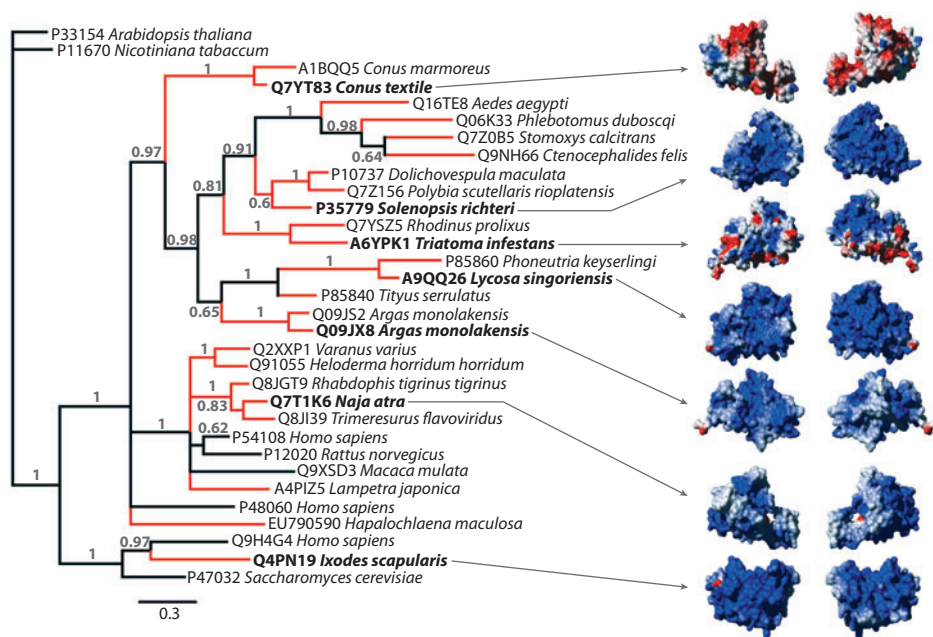 P33154 Arabidopsis thaliana
P11670 Nicotiniana tabaccum
1
A1BQQ5 Conus marmoreus
Q7YT83 Conus textile
Q16TE8 Aedes aegypti
1
0.98
Q06K33 Phlebotomus duboscqi
Q7Z0B5 Stomoxys calcitrans
0.97
0.91
0.64
Q9NH66 Ctenocephalides felis
P10737 Dolichovespula maculata
1
0.81
Q7Z156 Polybia scutellaris rioplatensis
0.6
P35779 Solenopsis richteri
Q7YSZ5 Rhodinus prolixus
1
0.98
A6YPK1 Triatoma infestans
P85860 Phoneutria keyserlingi
1
A9QQ26 Lycosa singoriensis
P85840 Tityus serrulatus
0.65
1
Q09JS2 Argas monolakensis
Q09JX8 Argas monolakensis
1
Q2XXP1 Varanus varius
Q91055 Heloderma horridum horridum
1
Q8JGT9 Rhabdophis tigrinus tigrinus
1
0.83
Q7T1K6 Naja atra
Q8JI39 Trimeresurus flavoviridus
0.62
P54108 Homo sapiens
P12020 Rattus norvegicus
Q9XSD3 Macaca mulata
1
A4PIZ5 Lampetra japonica
P48060 Homo sapiens
EU790590 Hapalochlaena maculosa
0.97
Q9H4G4 Homo sapiens
1
Q4PN19 Ixodes scapularis
P47032 Saccharomyces cerevisiae
0.3